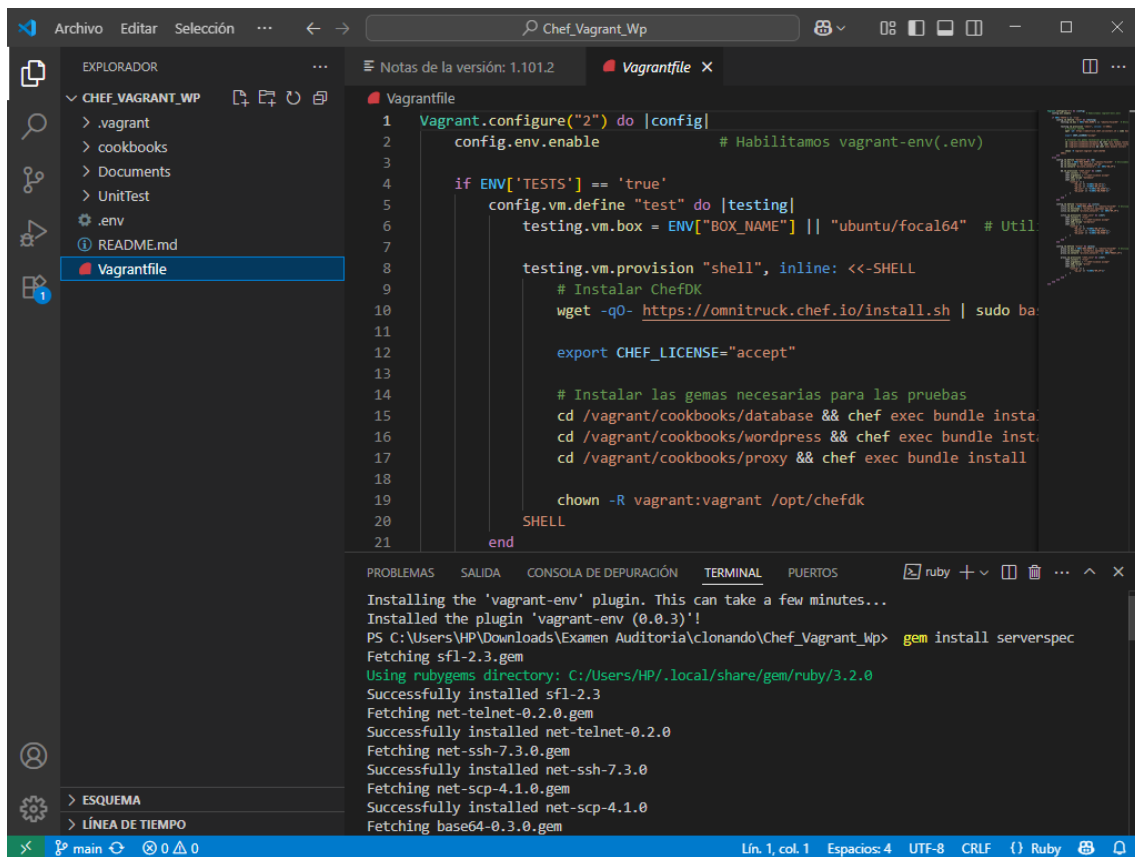 Archivo Editar Selección ··· ← → Chef_Vagrant_Wp
EXPLORADOR ···
CHEF_VAGRANT_WP
.vagrant
cookbooks
Documents
UnitTest
.env
README.md
Vagrantfile
1
ESQUEMA
LÍNEA DE TIEMPO
Notas de la versión: 1.101.2 Vagrantfile
Vagrantfile
1 Vagrant.configure("2") do |config|
2 config.env.enable # Habilitamos vagrant-env(.env)
3
4 if ENV['TESTS'] == 'true'
5 config.vm.define "test" do |testing|
6 testing.vm.box = ENV["BOX_NAME"] || "ubuntu/focal64" # Util
7
8 testing.vm.provision "shell", inline: <<-SHELL
9 # Instalar ChefDK
10 wget -qO- https://omnitruck.chef.io/install.sh | sudo bas
11
12 export CHEF_LICENSE="accept"
13
14 # Instalar las gemas necesarias para las pruebas
15 cd /vagrant/cookbooks/database && chef exec bundle instal
16 cd /vagrant/cookbooks/wordpress && chef exec bundle insta
17 cd /vagrant/cookbooks/proxy && chef exec bundle install
18
19 chown -R vagrant:vagrant /opt/chefdk
20 SHELL
21 end
PROBLEMAS SALIDA CONSOLA DE DEPURACIÓN TERMINAL PUERTOS ruby
Installing the 'vagrant-env' plugin. This can take a few minutes...
Installed the plugin 'vagrant-env (0.0.3)'!
PS C:\Users\HP\Downloads\Examen Auditoria\clonando\Chef_Vagrant_Wp> gem install serverspec
Fetching sfl-2.3.gem
Using rubygems directory: C:/Users/HP/.local/share/gem/ruby/3.2.0
Successfully installed sfl-2.3
Fetching net-telnet-0.2.0.gem
Successfully installed net-telnet-0.2.0
Fetching net-ssh-7.3.0.gem
Successfully installed net-ssh-7.3.0
Fetching net-scp-4.1.0.gem
Successfully installed net-scp-4.1.0
Fetching base64-0.3.0.gem
main 0 0 Lín. 1, col. 1 Espacios: 4 UTF-8 CRLF {} Ruby